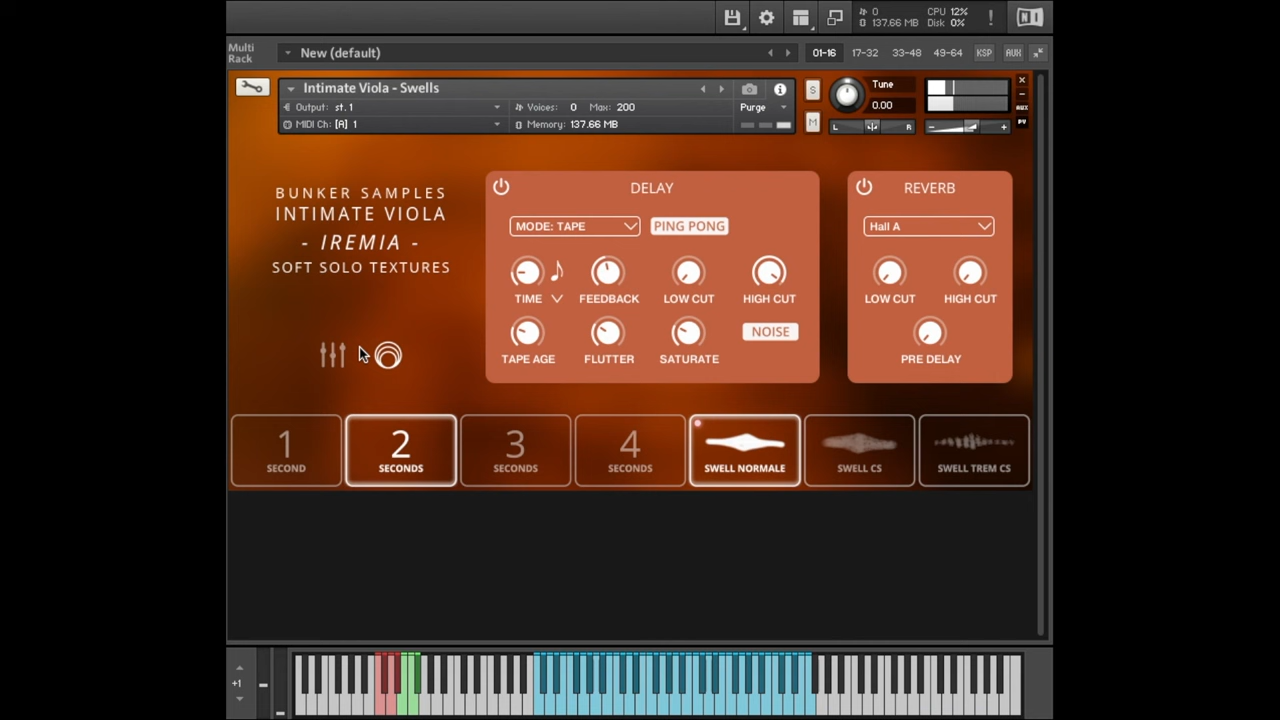 0
137.66 MB
CPU 12%
Disk 0%
!
NI
Multi
Rack
New (default)
01-16
17-32
33-48
49-64
KSP
AUX
Intimate Viola - Swells
Output: st.1
Voices: 0 Max: 200
Purge
MIDI Ch: [A] 1
Memory: 137.66 MB
S
M
Tune
0.00
L
R
AUX
PV
BUNKER SAMPLES
INTIMATE VIOLA
- IREMIA -
SOFT SOLO TEXTURES
DELAY
MODE: TAPE
PING PONG
TIME
FEEDBACK
LOW CUT
HIGH CUT
TAPE AGE
FLUTTER
SATURATE
NOISE
REVERB
Hall A
LOW CUT
HIGH CUT
PRE DELAY
1
SECOND
2
SECONDS
3
SECONDS
4
SECONDS
SWELL NORMALE
SWELL CS
SWELL TREM CS
+1